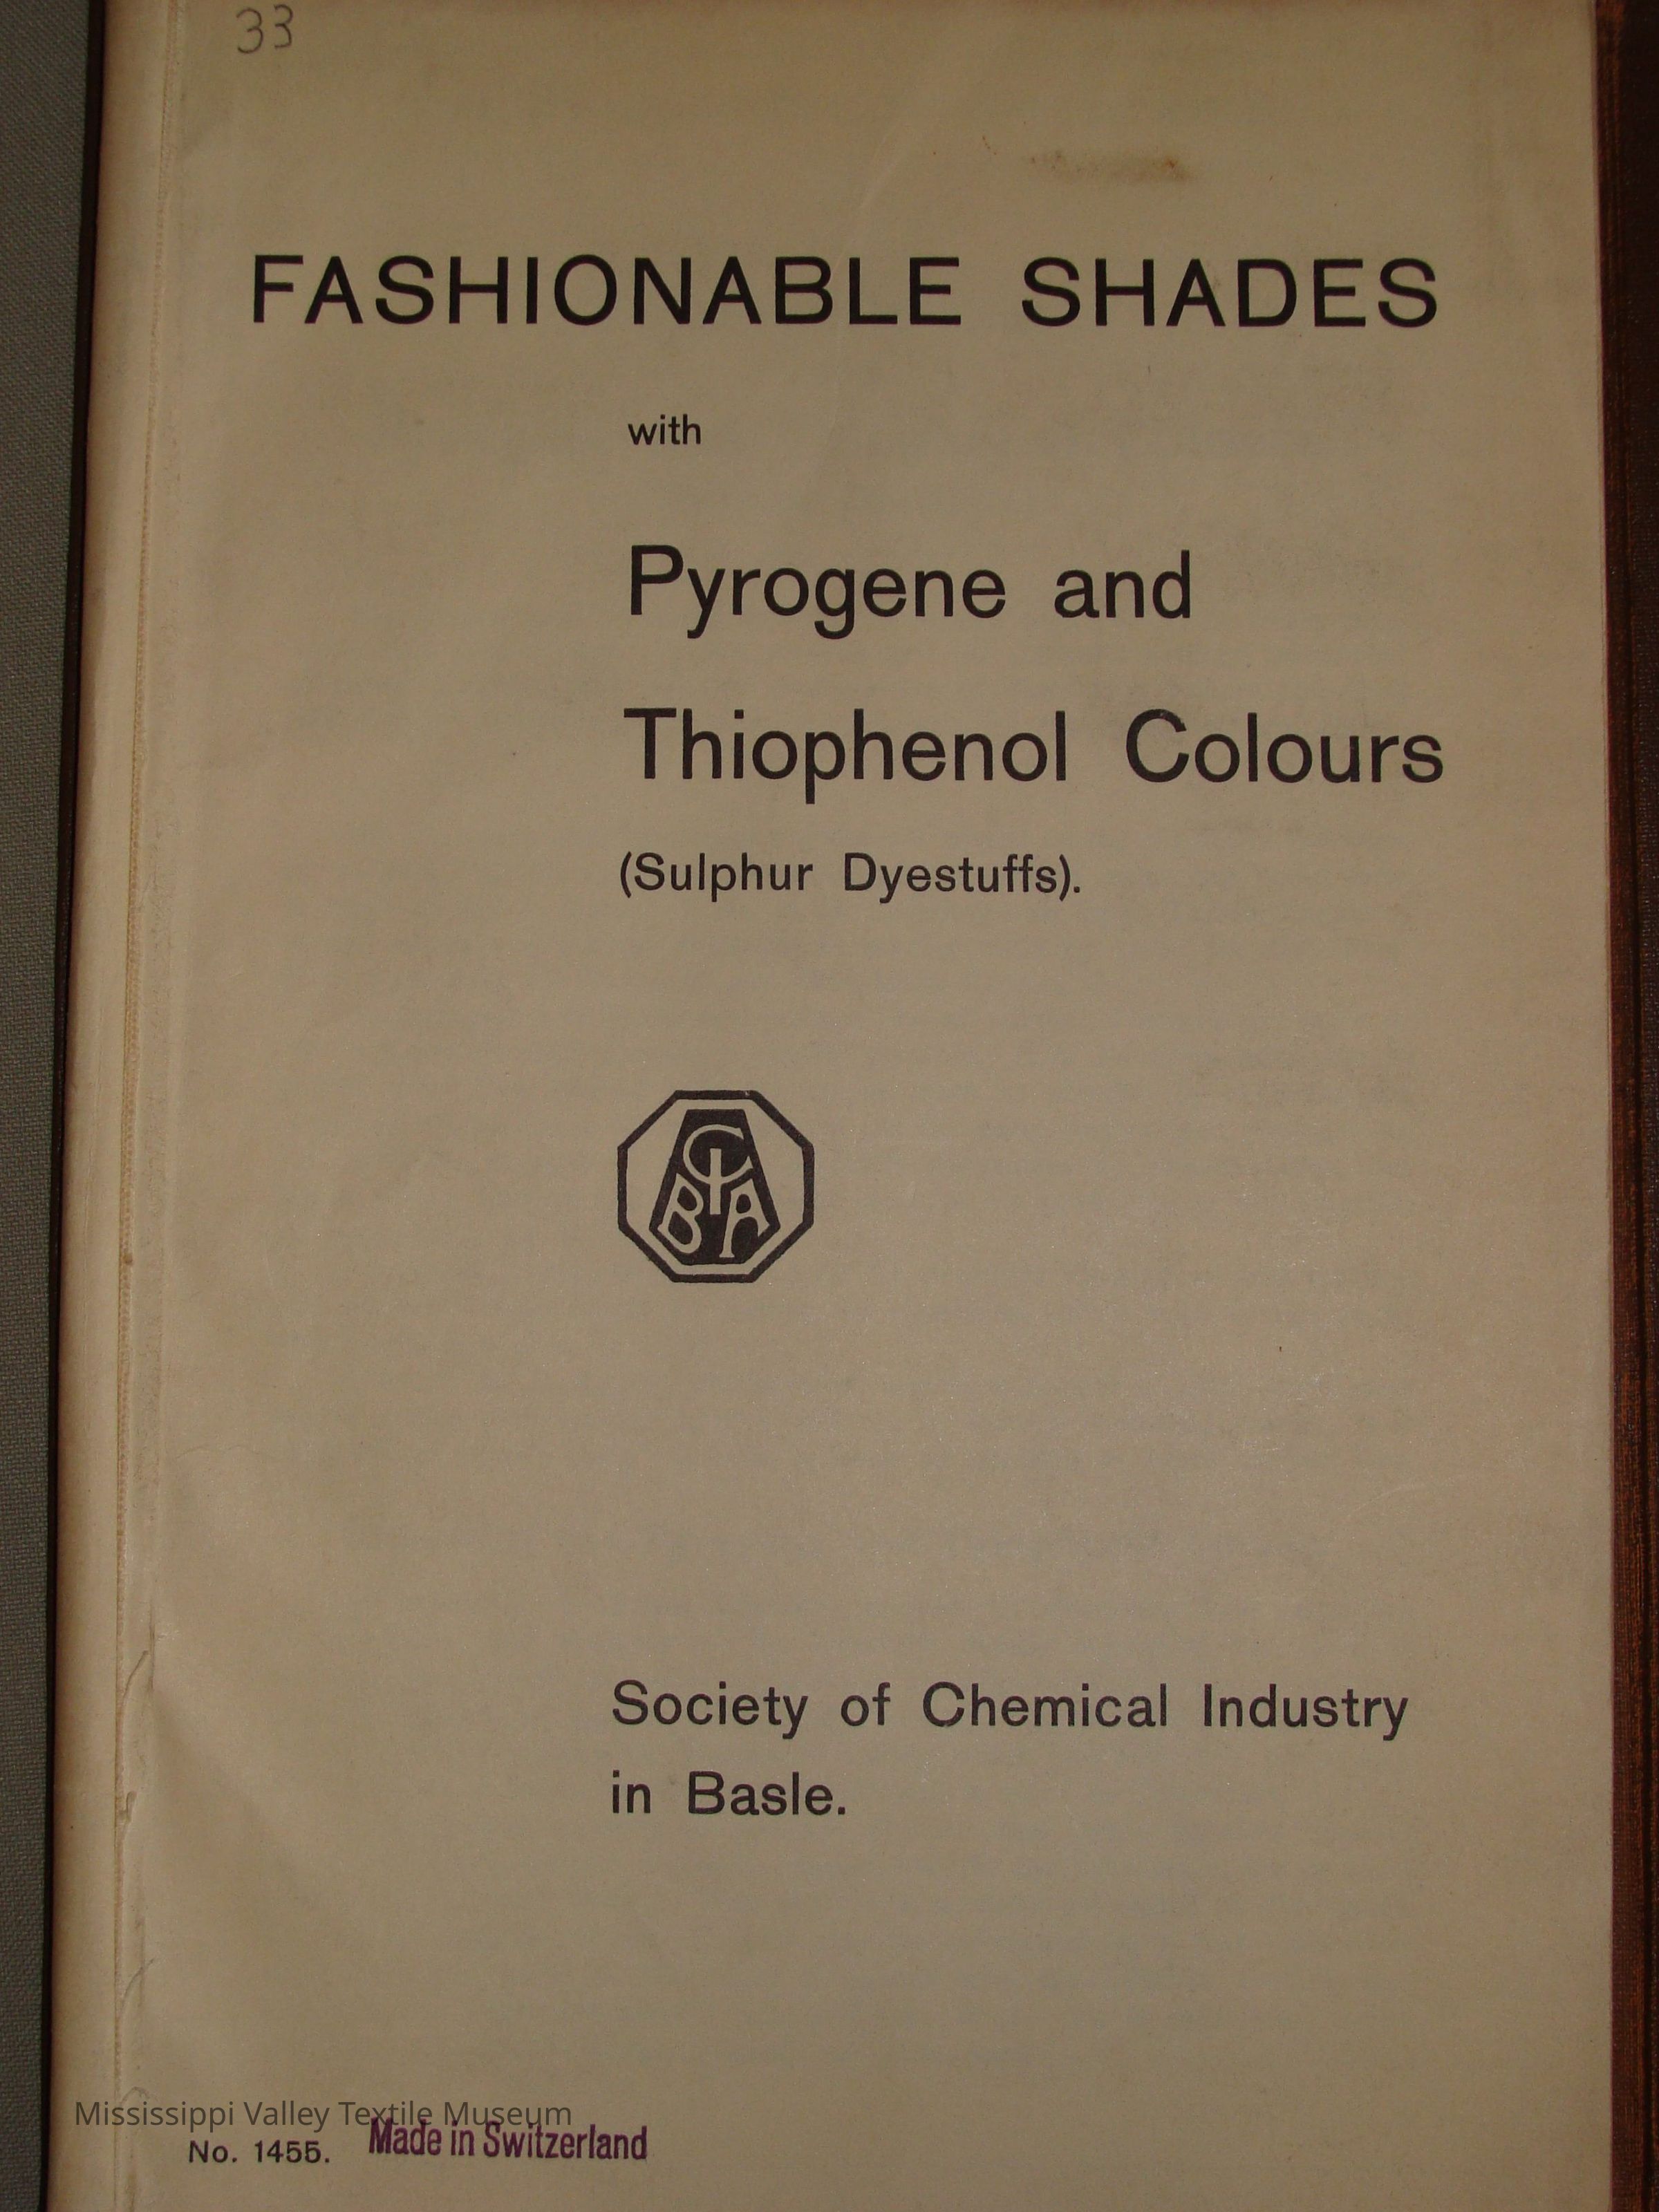 33
FASHIONABLE SHADES
with
Pyrogene and
Thiophenol Colours
(Sulphur Dyestuffs).
CIBA
Society of Chemical Industry
in Basle.
Mississippi Valley Textile Museum
No. 1455. Made in Switzerland